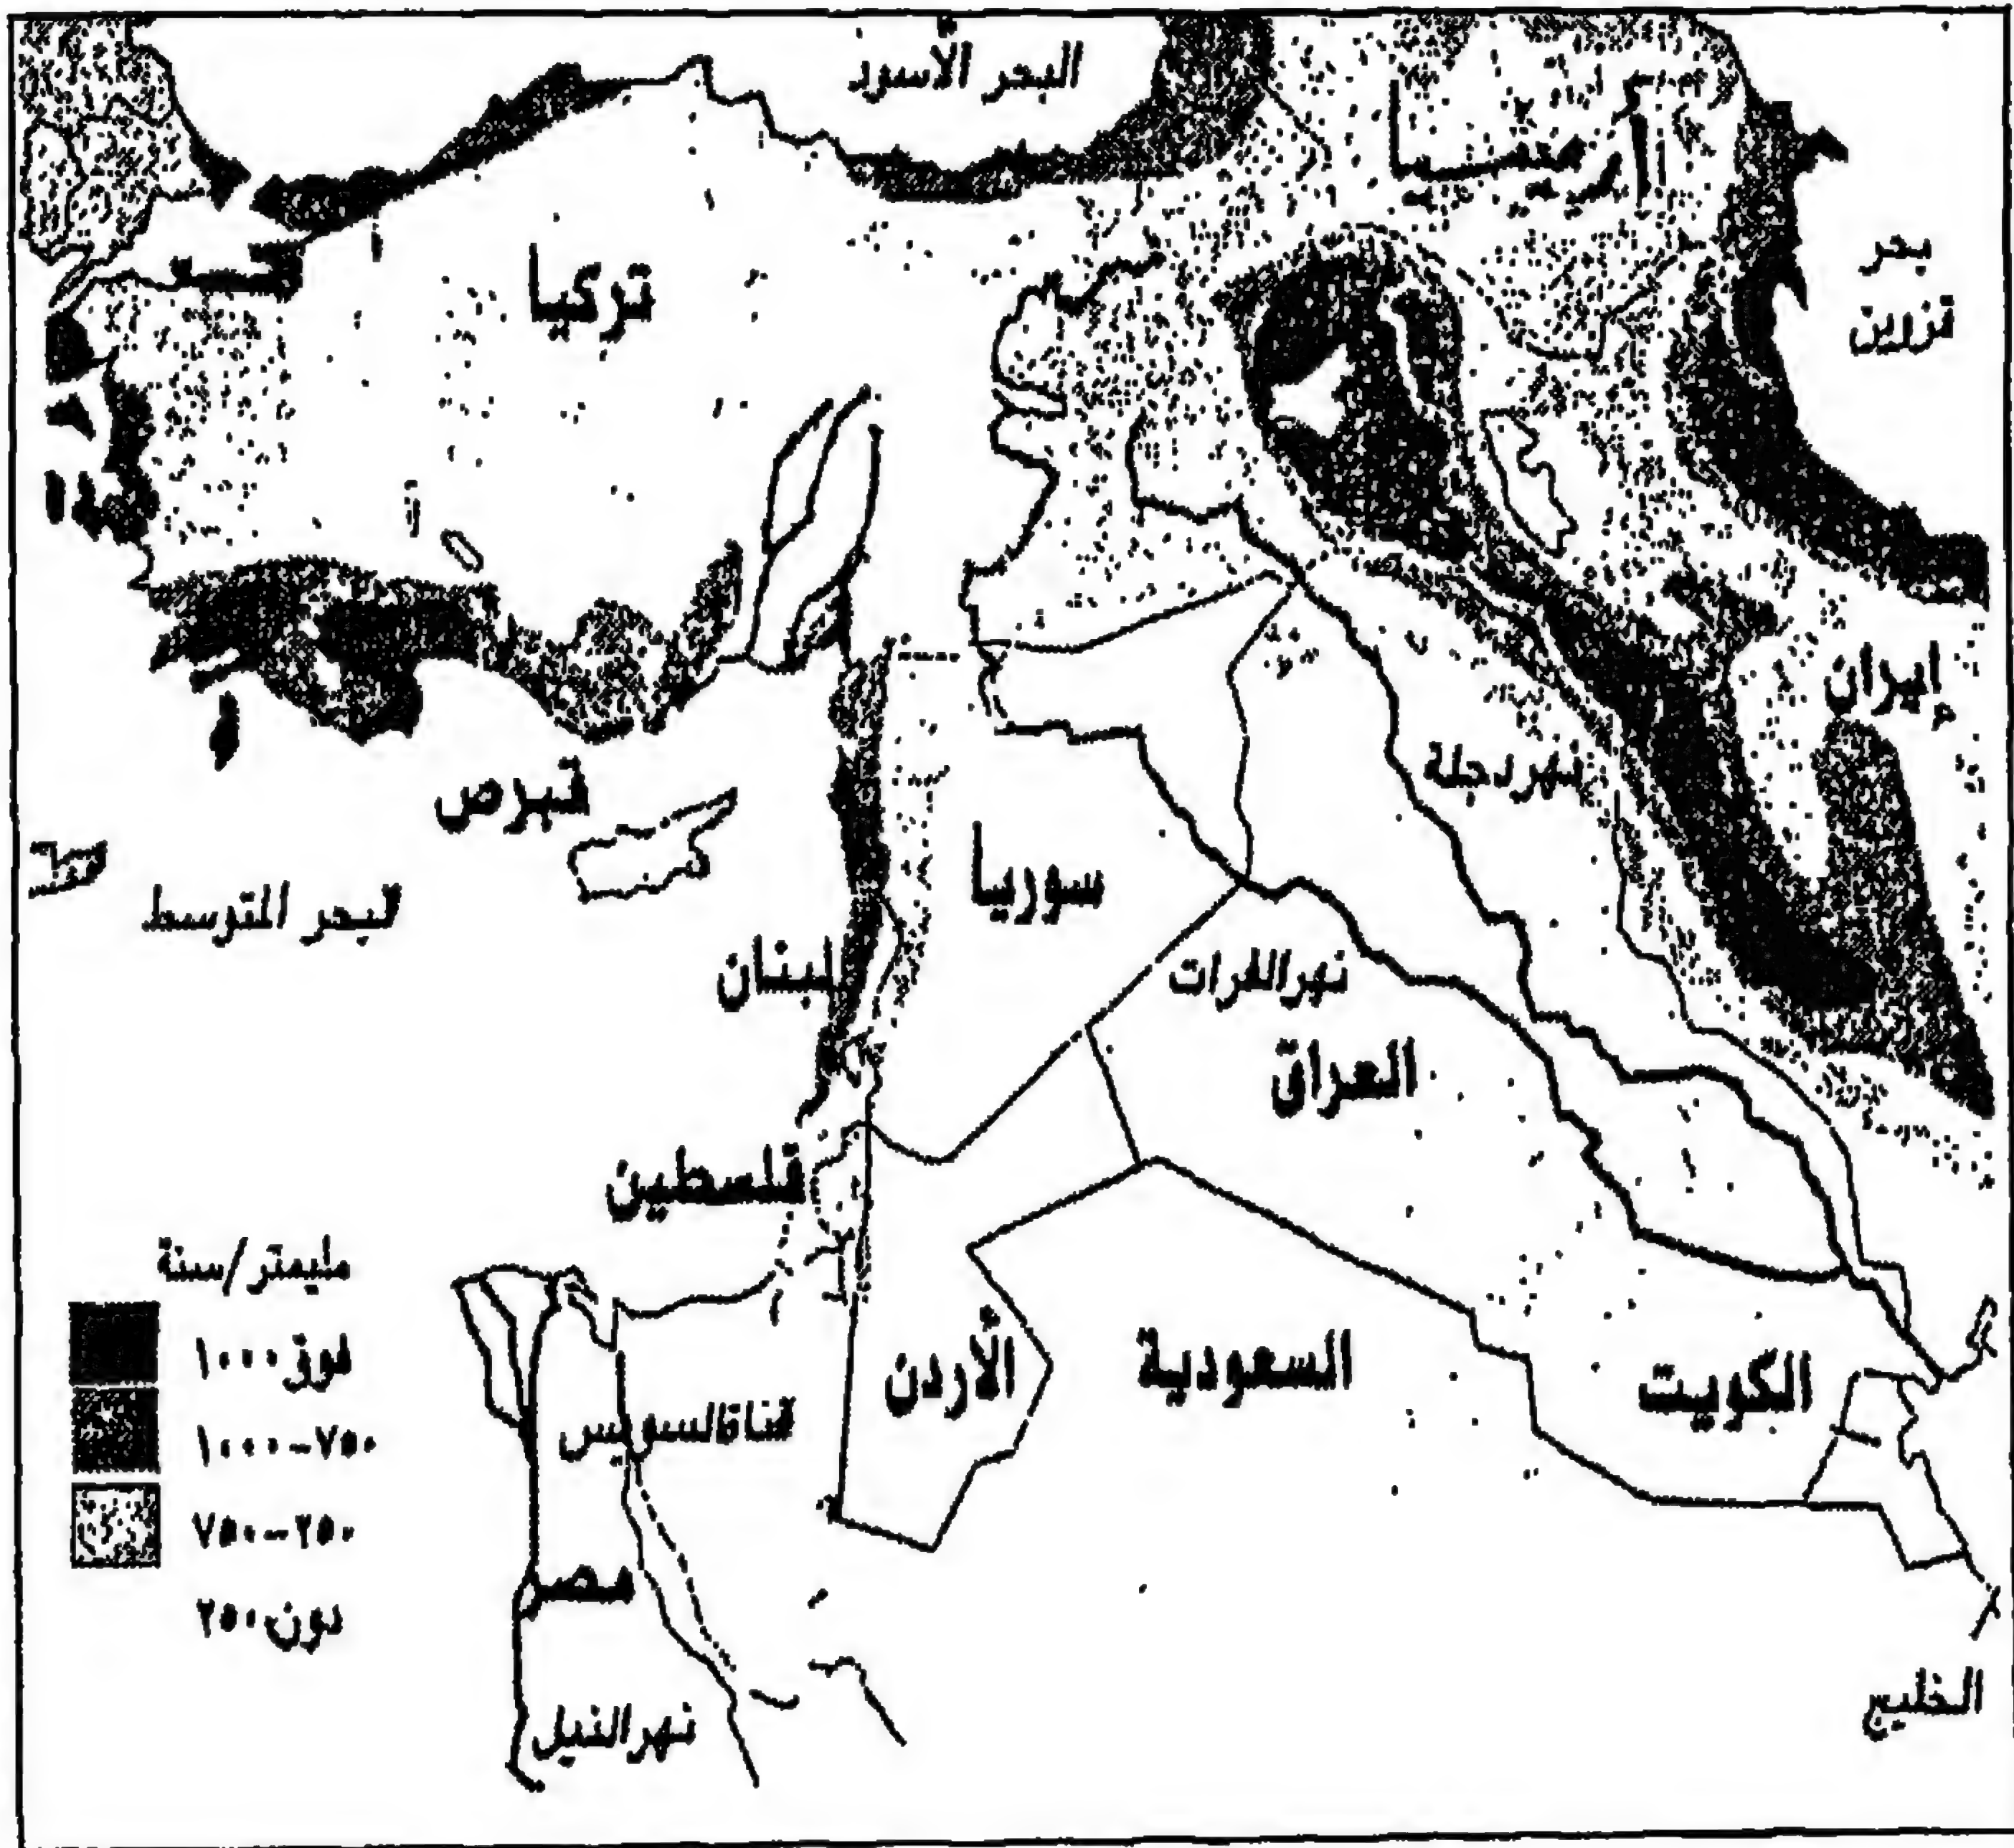 البحر الأسود
أرمينيا
بحر
قزوين
تركيا
إيران
نهر دجلة
قبرص
سوريا
البحر المتوسط
لبنان
نهر الفرات
العراق
فلسطين
مليمتر/سنة
فوق ١٠٠٠
٧٥٠-١٠٠٠
٢٥٠-٧٥٠
دون ٢٥٠
الأردن
السعودية
الكويت
قناة السويس
مصر
نهر النيل
الخليج